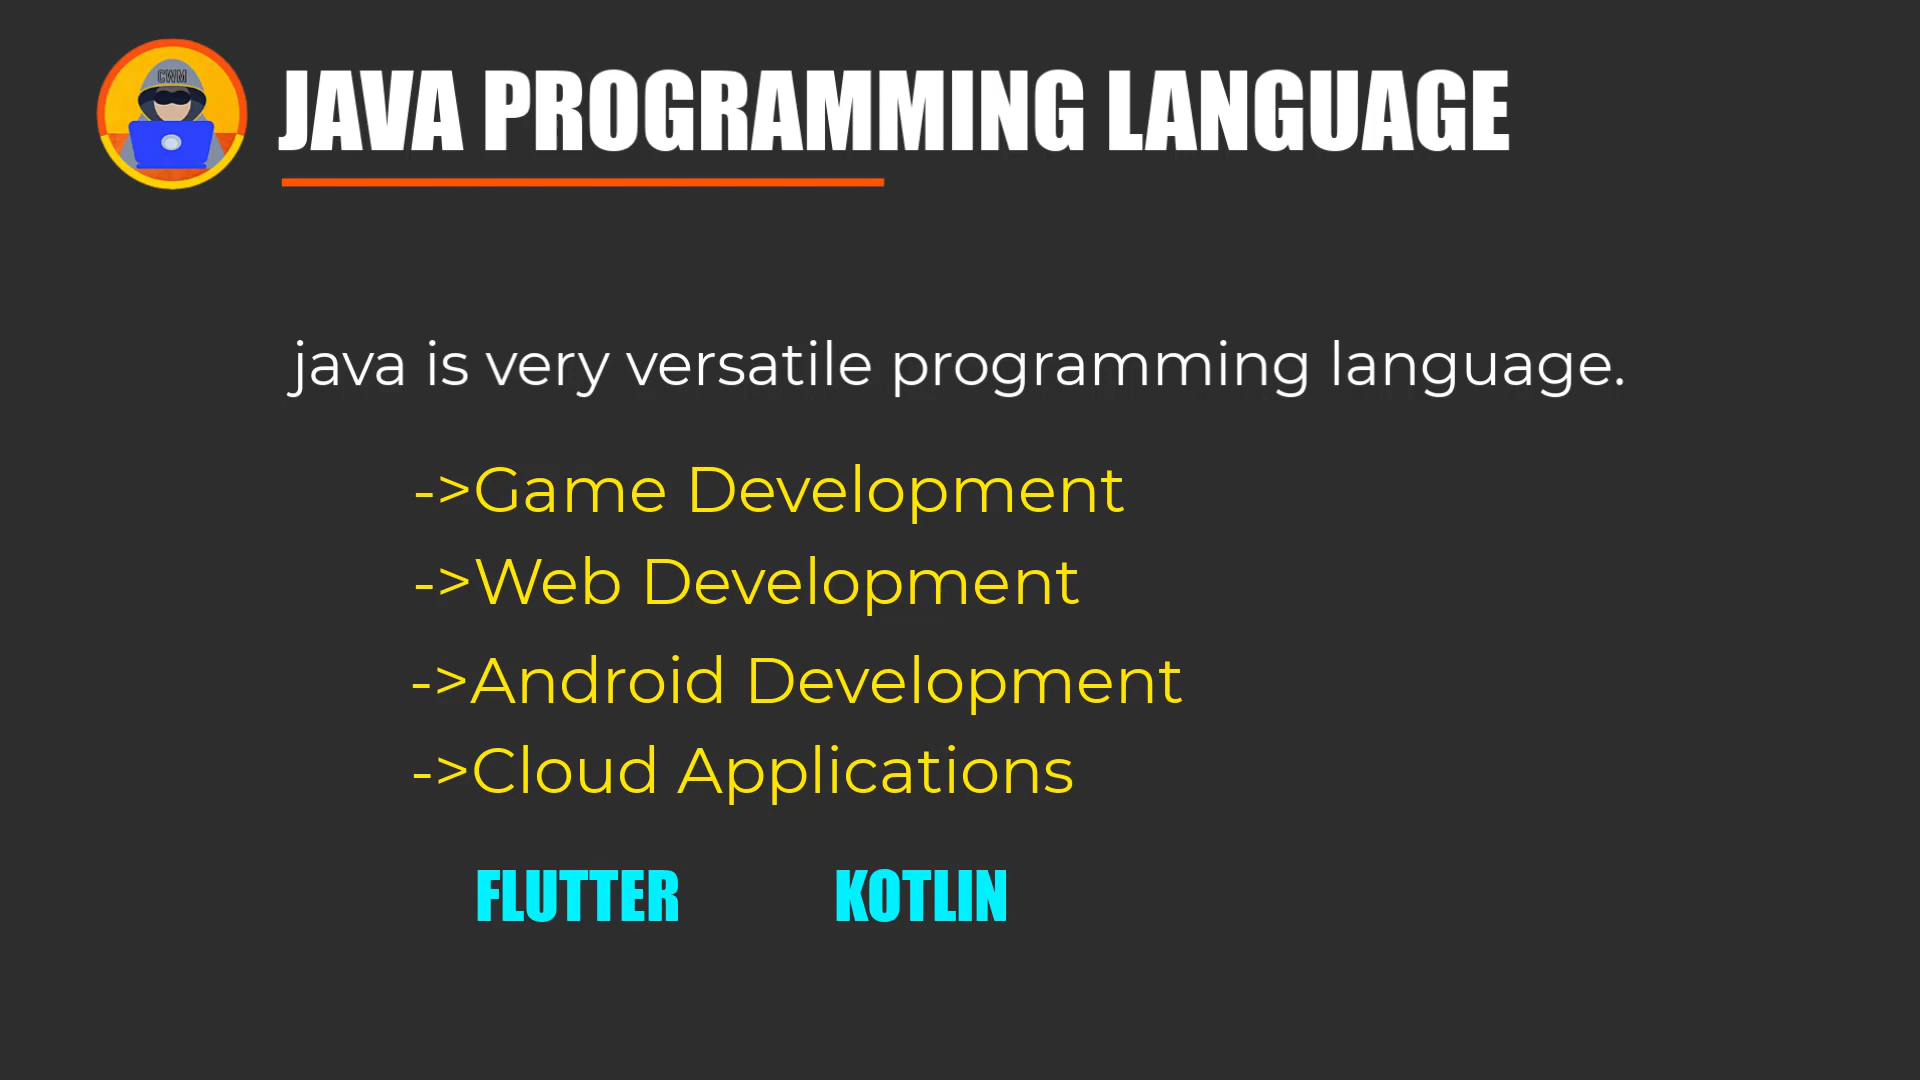 CWM
JAVA PROGRAMMING LANGUAGE
java is very versatile programming language.
->Game Development
->Web Development
->Android Development
->Cloud Applications
FLUTTER KOTLIN